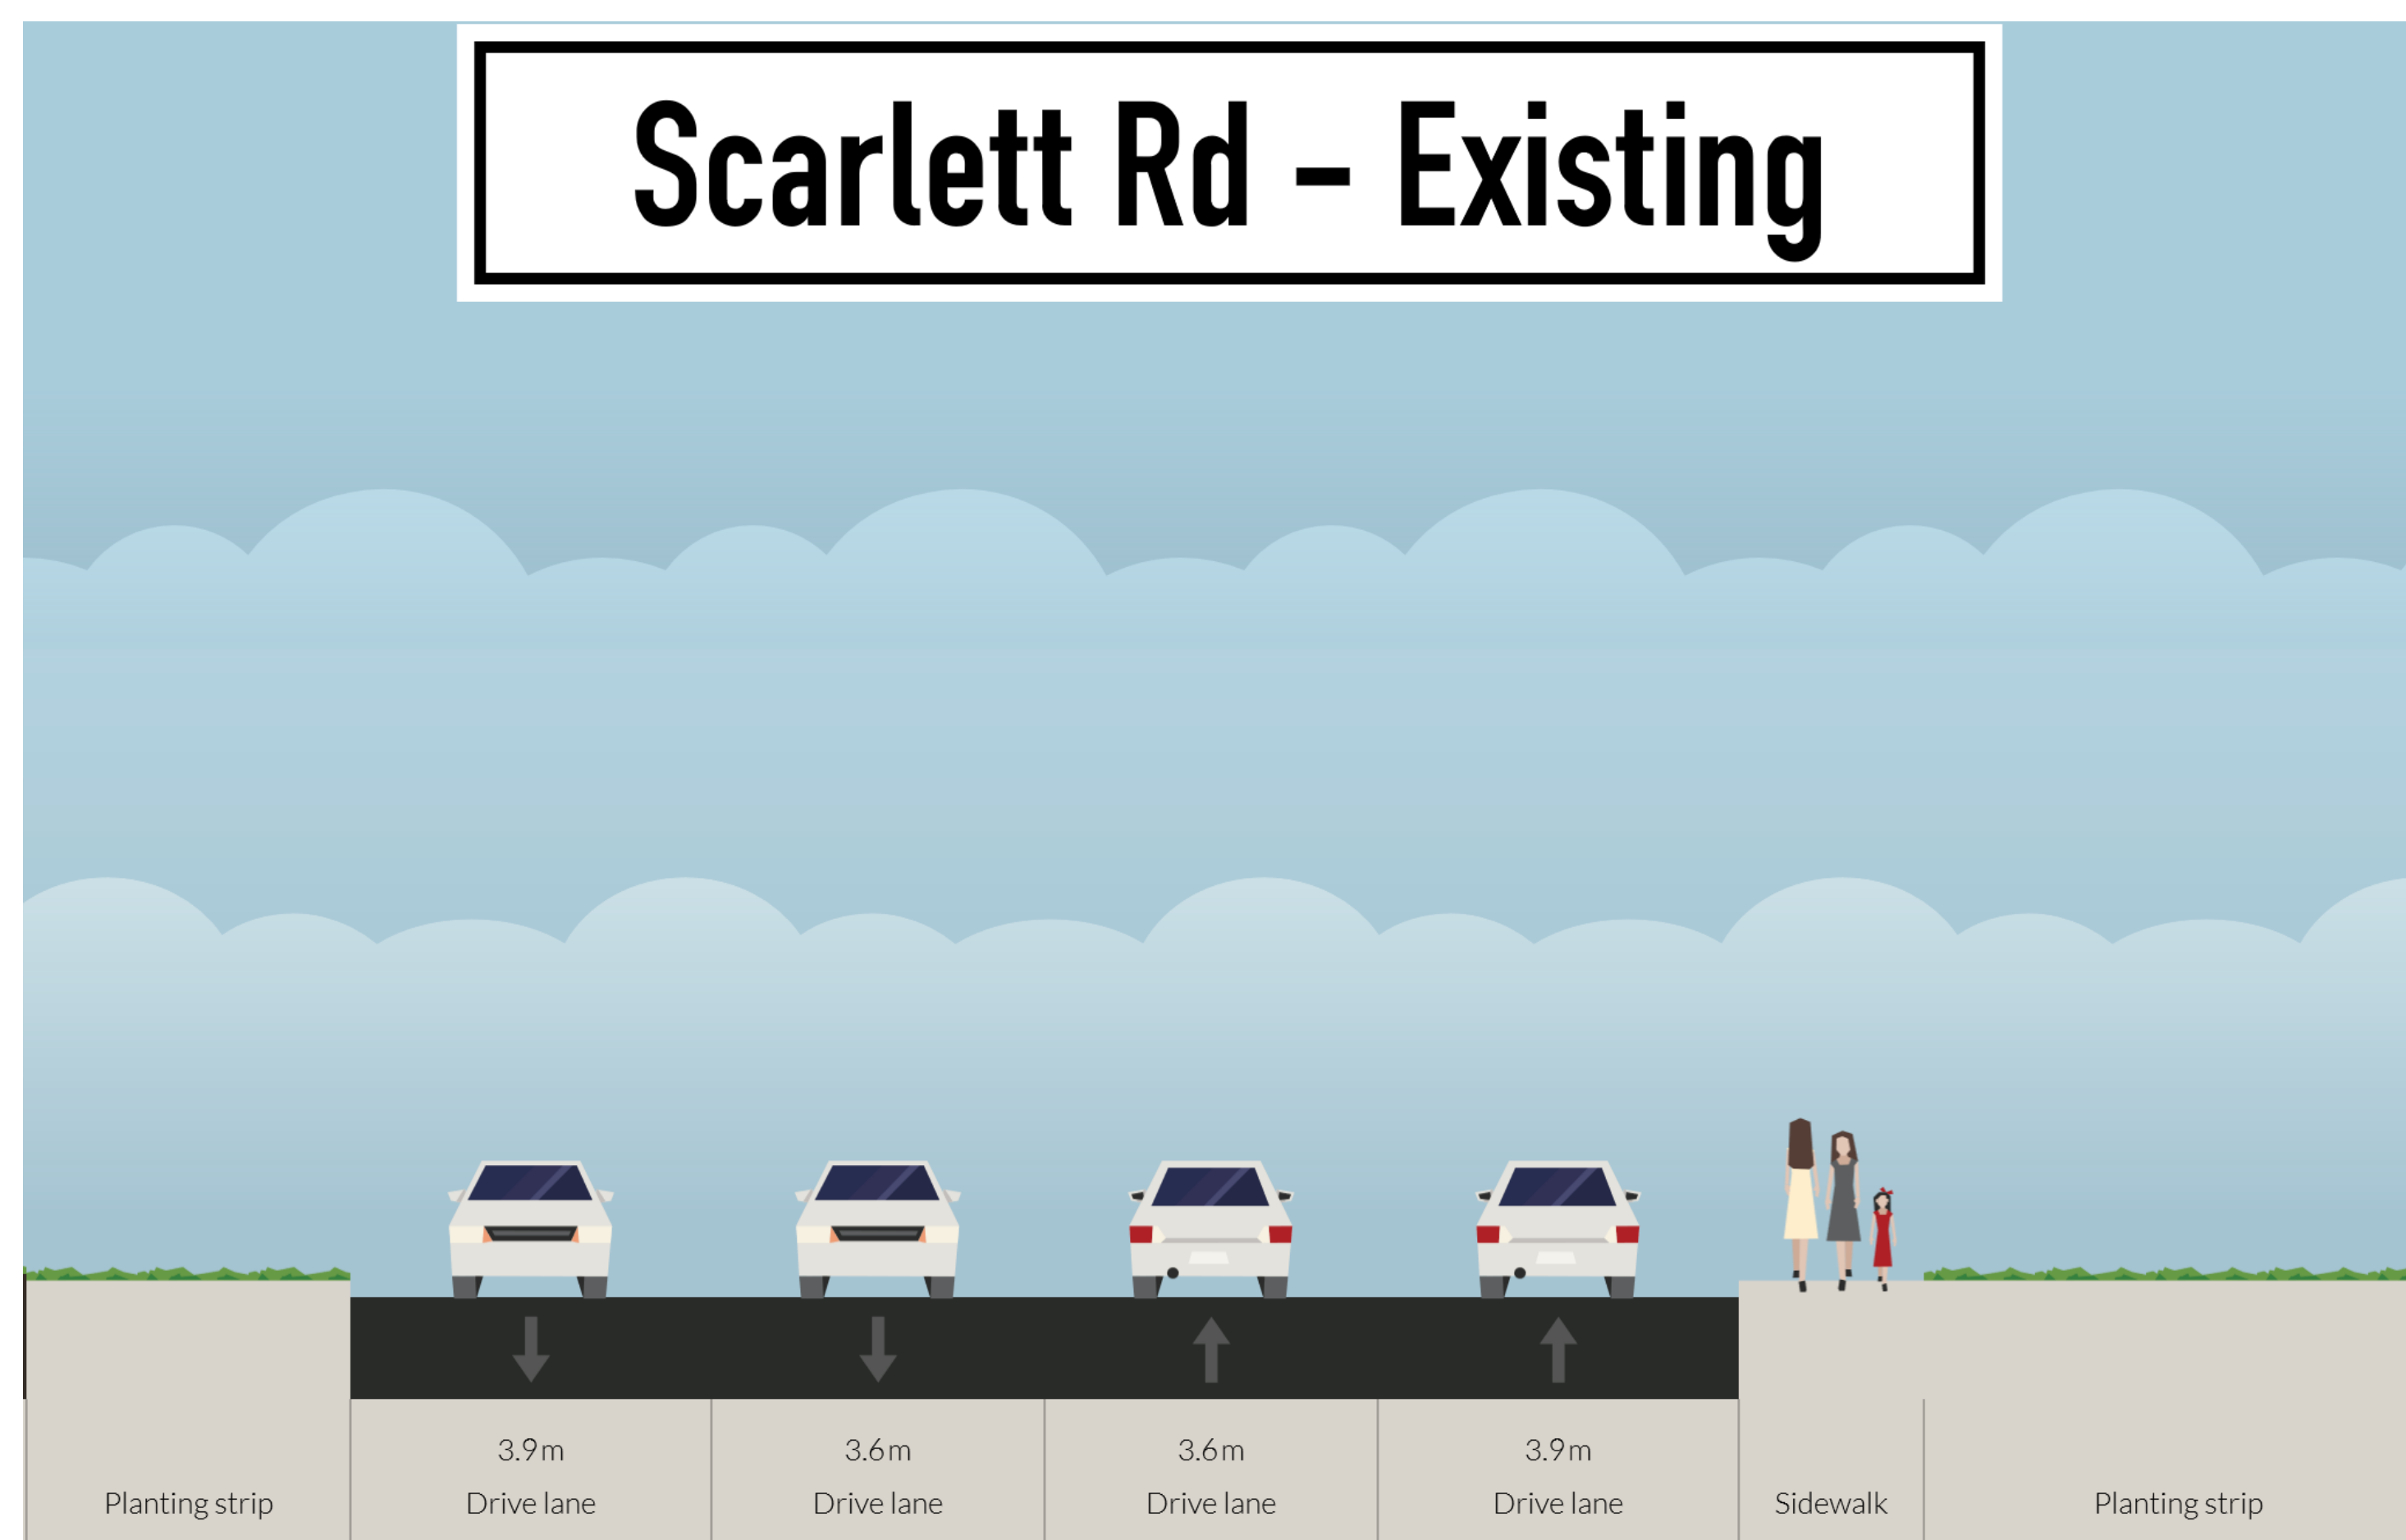 Scarlett Rd – Existing
3.9m
3.6m
3.6m
3.9m
Planting strip
Drive lane
Drive lane
Drive lane
Drive lane
Sidewalk
Planting strip